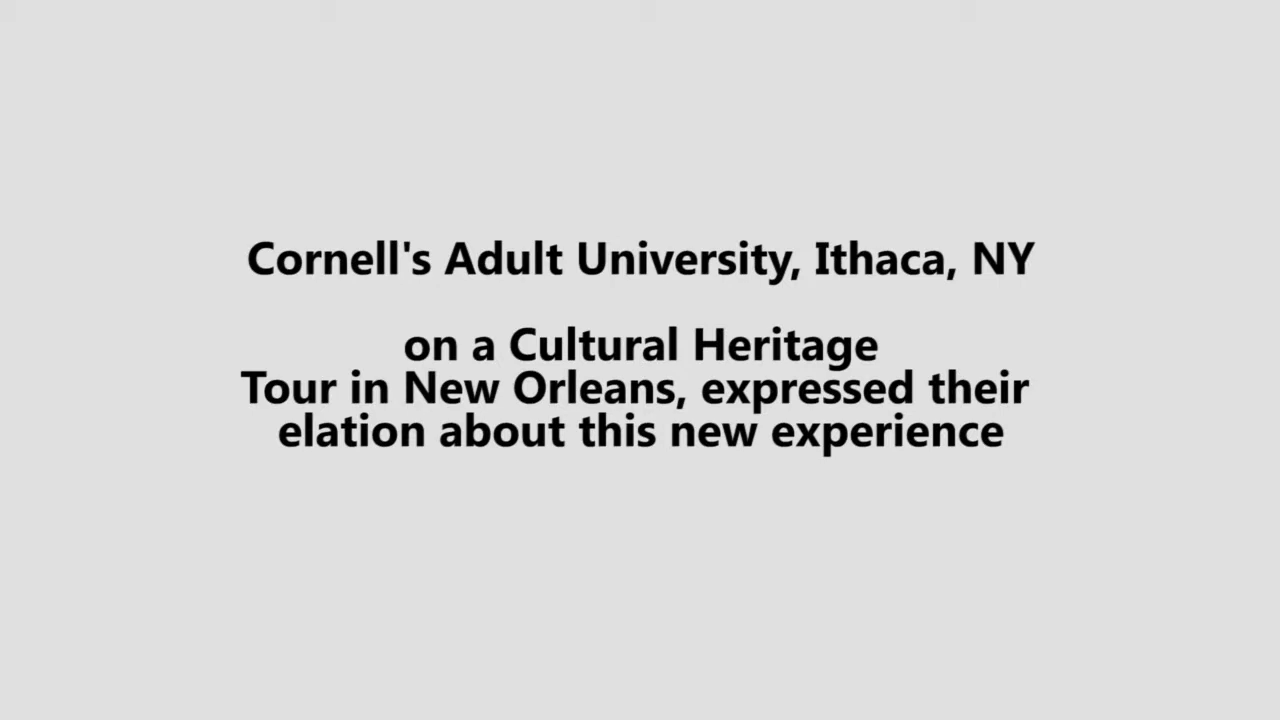 Cornell's Adult University, Ithaca, NY
on a Cultural Heritage
Tour in New Orleans, expressed their
elation about this new experience